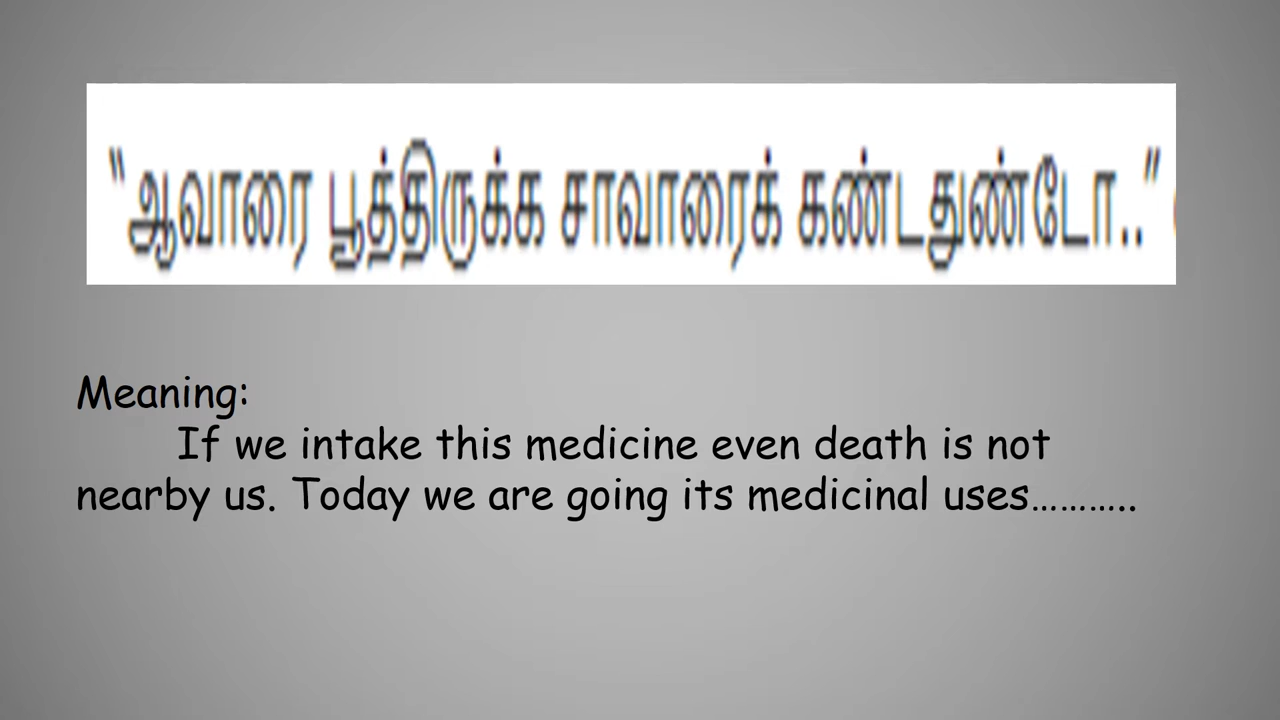 "ஆவாரை பூத்திருக்க சாவாரைக் கண்டதுண்டோ.."
Meaning:
If we intake this medicine even death is not
nearby us. Today we are going its medicinal uses………..